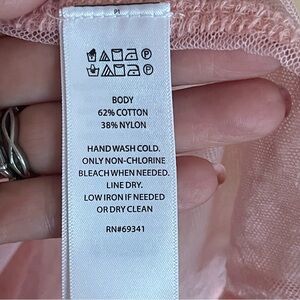 BODY
62% COTTON
38% NYLON
HAND WASH COLD.
ONLY NON-CHLORINE
BLEACH WHEN NEEDED.
LINE DRY.
LOW IRON IF NEEDED
OR DRY CLEAN
RN#69341